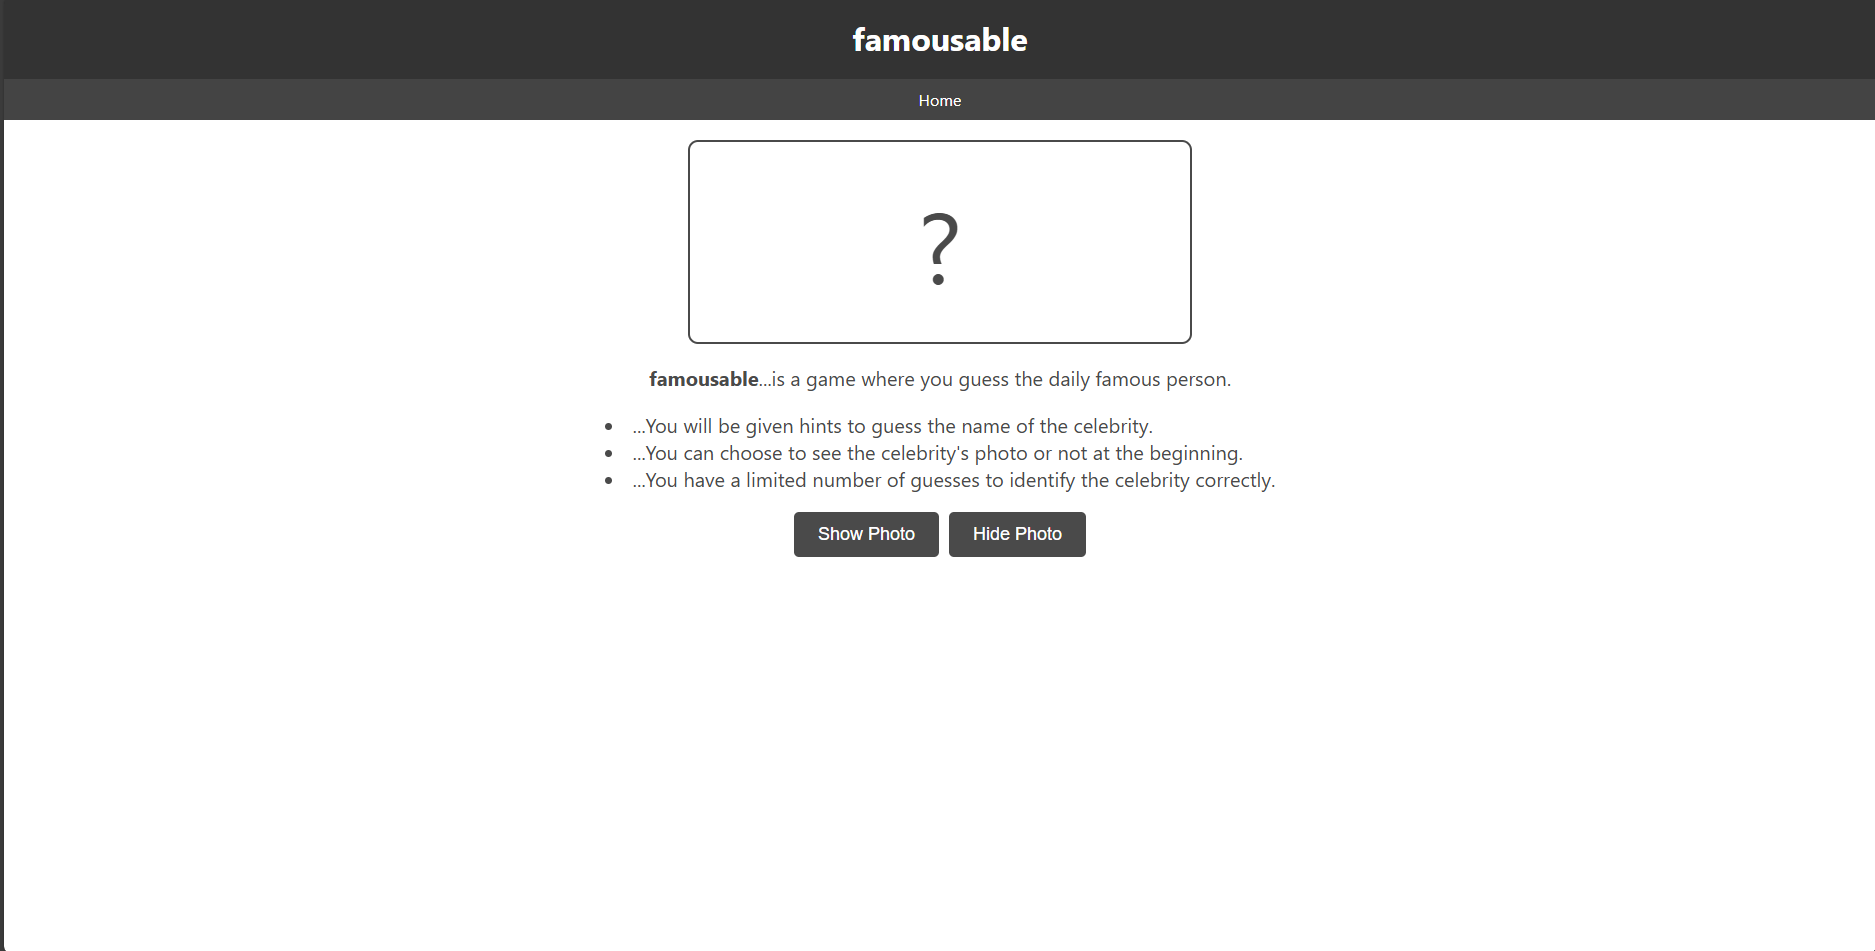 famousable
Home
?
famousable...is a game where you guess the daily famous person.
...You will be given hints to guess the name of the celebrity.
...You can choose to see the celebrity's photo or not at the beginning.
...You have a limited number of guesses to identify the celebrity correctly.
Show Photo Hide Photo